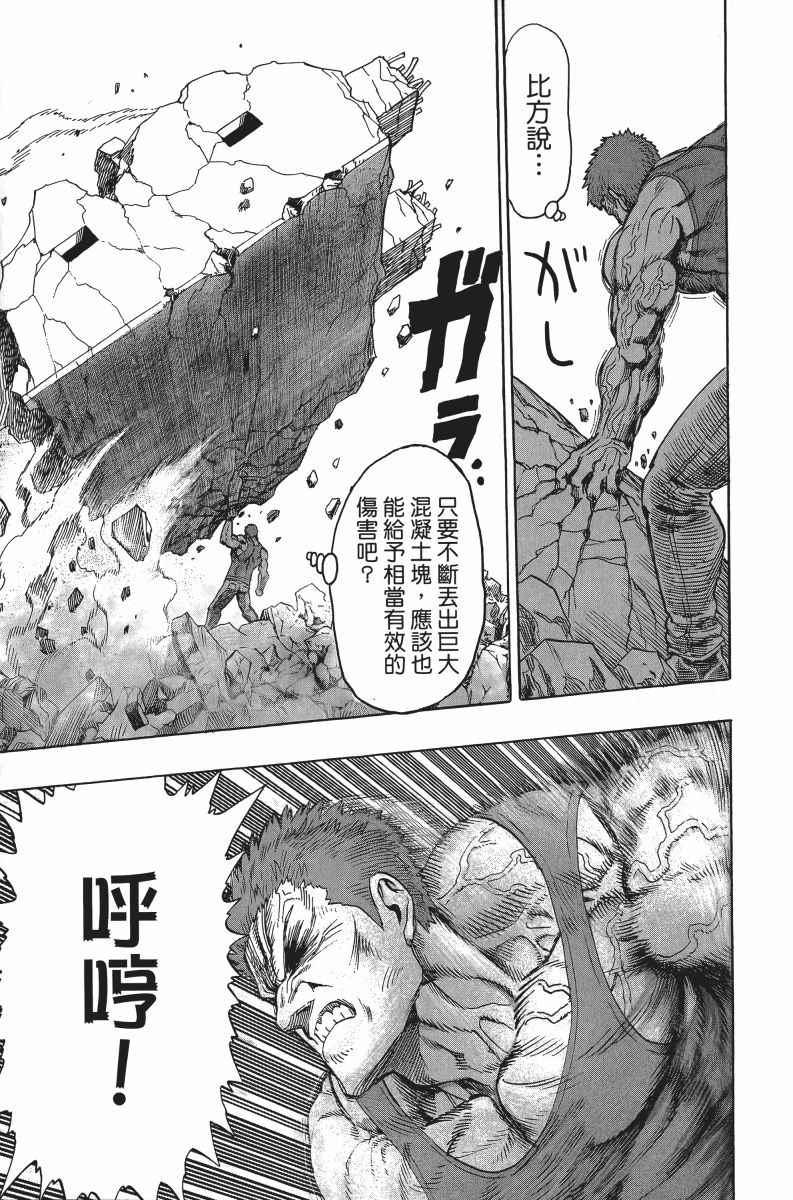 比方說…
がし
ガラ
只要不斷丟出巨大
混凝土塊，應該也
能給予相當有效的
傷害吧？
呼哼！